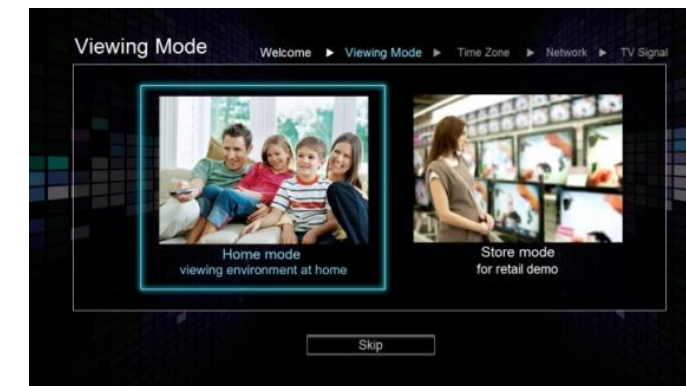 Viewing Mode
Welcome ▶ Viewing Mode ▶ Time Zone ▶ Network ▶ TV Signal
Home mode
viewing environment at home
Store mode
for retail demo
Skip